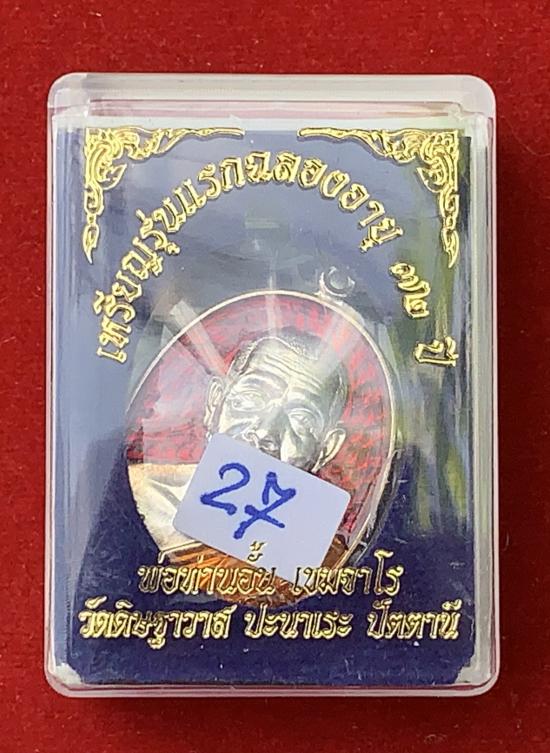 เหรียญรุ่นแรกฉลองอายุ ๗๒ ปี
27
พ่อท่านอั้น เขมจาโร
วัดดิษฐาวาส ปะนาเระ ปัตตานี